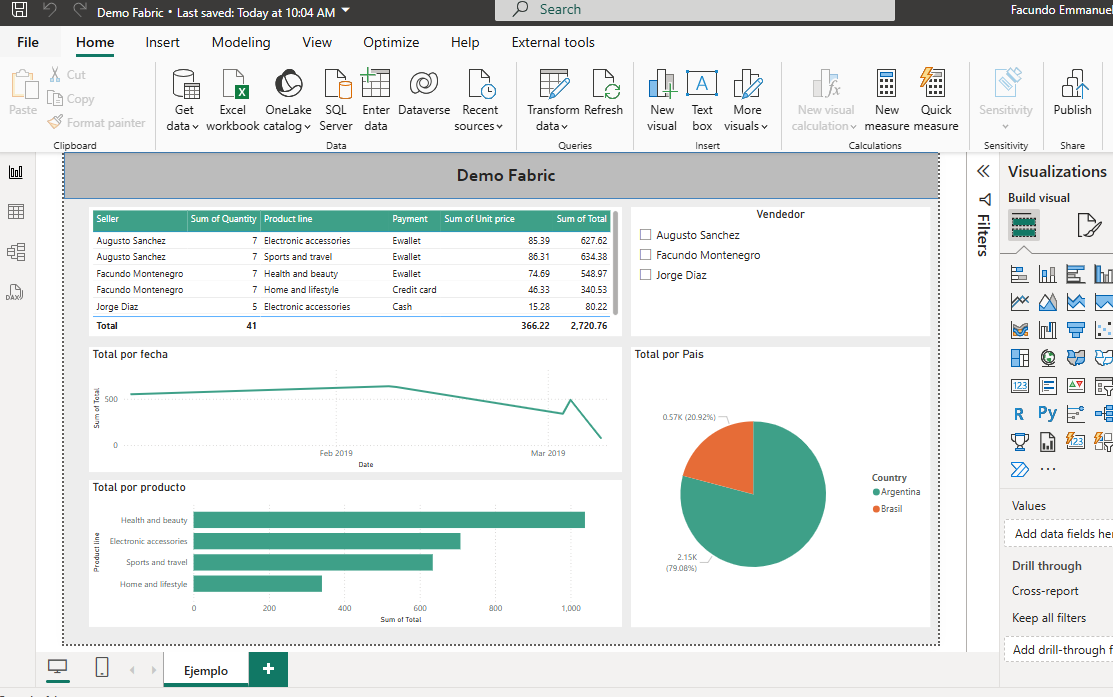 Demo Fabric • Last saved: Today at 10:04 AM
Search
Facundo Emmanuel
File Home Insert Modeling View Optimize Help External tools
Paste
Cut
Copy
Format painter
Clipboard
Get data
Excel workbook
OneLake catalog
SQL Server
Enter data
Dataverse
Recent sources
Data
Transform data
Refresh
Queries
New visual
Text box
More visuals
Insert
New visual calculation
New measure
Quick measure
Calculations
Sensitivity
Sensitivity
Publish
Share
DAX
Demo Fabric
Seller Sum of Quantity Product line Payment Sum of Unit price Sum of Total
Augusto Sanchez 7 Electronic accessories Ewallet 85.39 627.62
Augusto Sanchez 7 Sports and travel Ewallet 86.31 634.38
Facundo Montenegro 7 Health and beauty Ewallet 74.69 548.97
Facundo Montenegro 7 Home and lifestyle Credit card 46.33 340.53
Jorge Diaz 5 Electronic accessories Cash 15.28 80.22
Total 41 366.22 2,720.76
Vendedor
Augusto Sanchez
Facundo Montenegro
Jorge Diaz
Total por fecha
Sum of Total
500
0
Feb 2019 Mar 2019
Date
Total por producto
Product line
Health and beauty
Electronic accessories
Sports and travel
Home and lifestyle
0 200 400 600 800 1,000
Sum of Total
Total por Pais
0.57K (20.92%)
2.15K
(79.08%)
Country
Argentina
Brasil
Filters
Visualizations
Build visual
123
R Py
123
Values
Add data fields her
Drill through
Cross-report
Keep all filters
Add drill-through f
Ejemplo